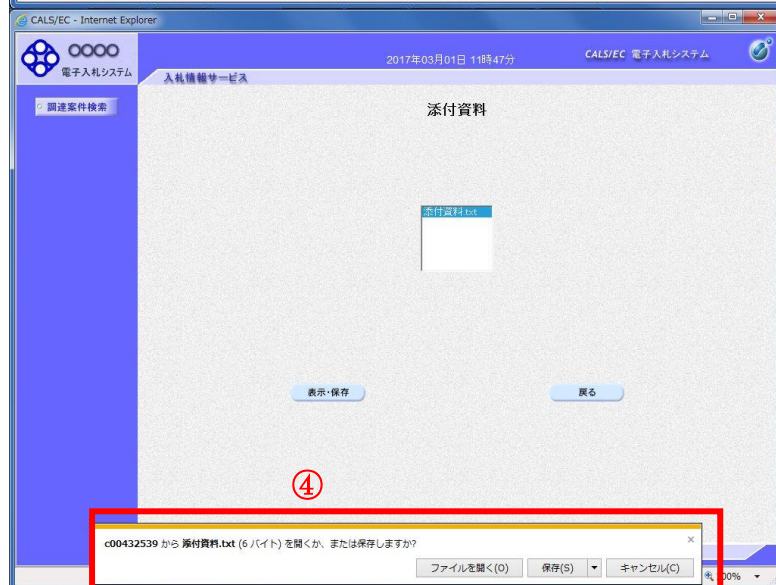 CALS/EC - Internet Explorer
○○○○
電子入札システム
2017年03月01日 11時47分
CALS/EC 電子入札システム
入札情報サービス
調達案件検索
添付資料
添付資料.txt
表示・保存
戻る
④
c00432539 から 添付資料.txt (6 バイト) を開くか、または保存しますか?
×
ファイルを開く(O)
保存(S)
▼
キャンセル(C)